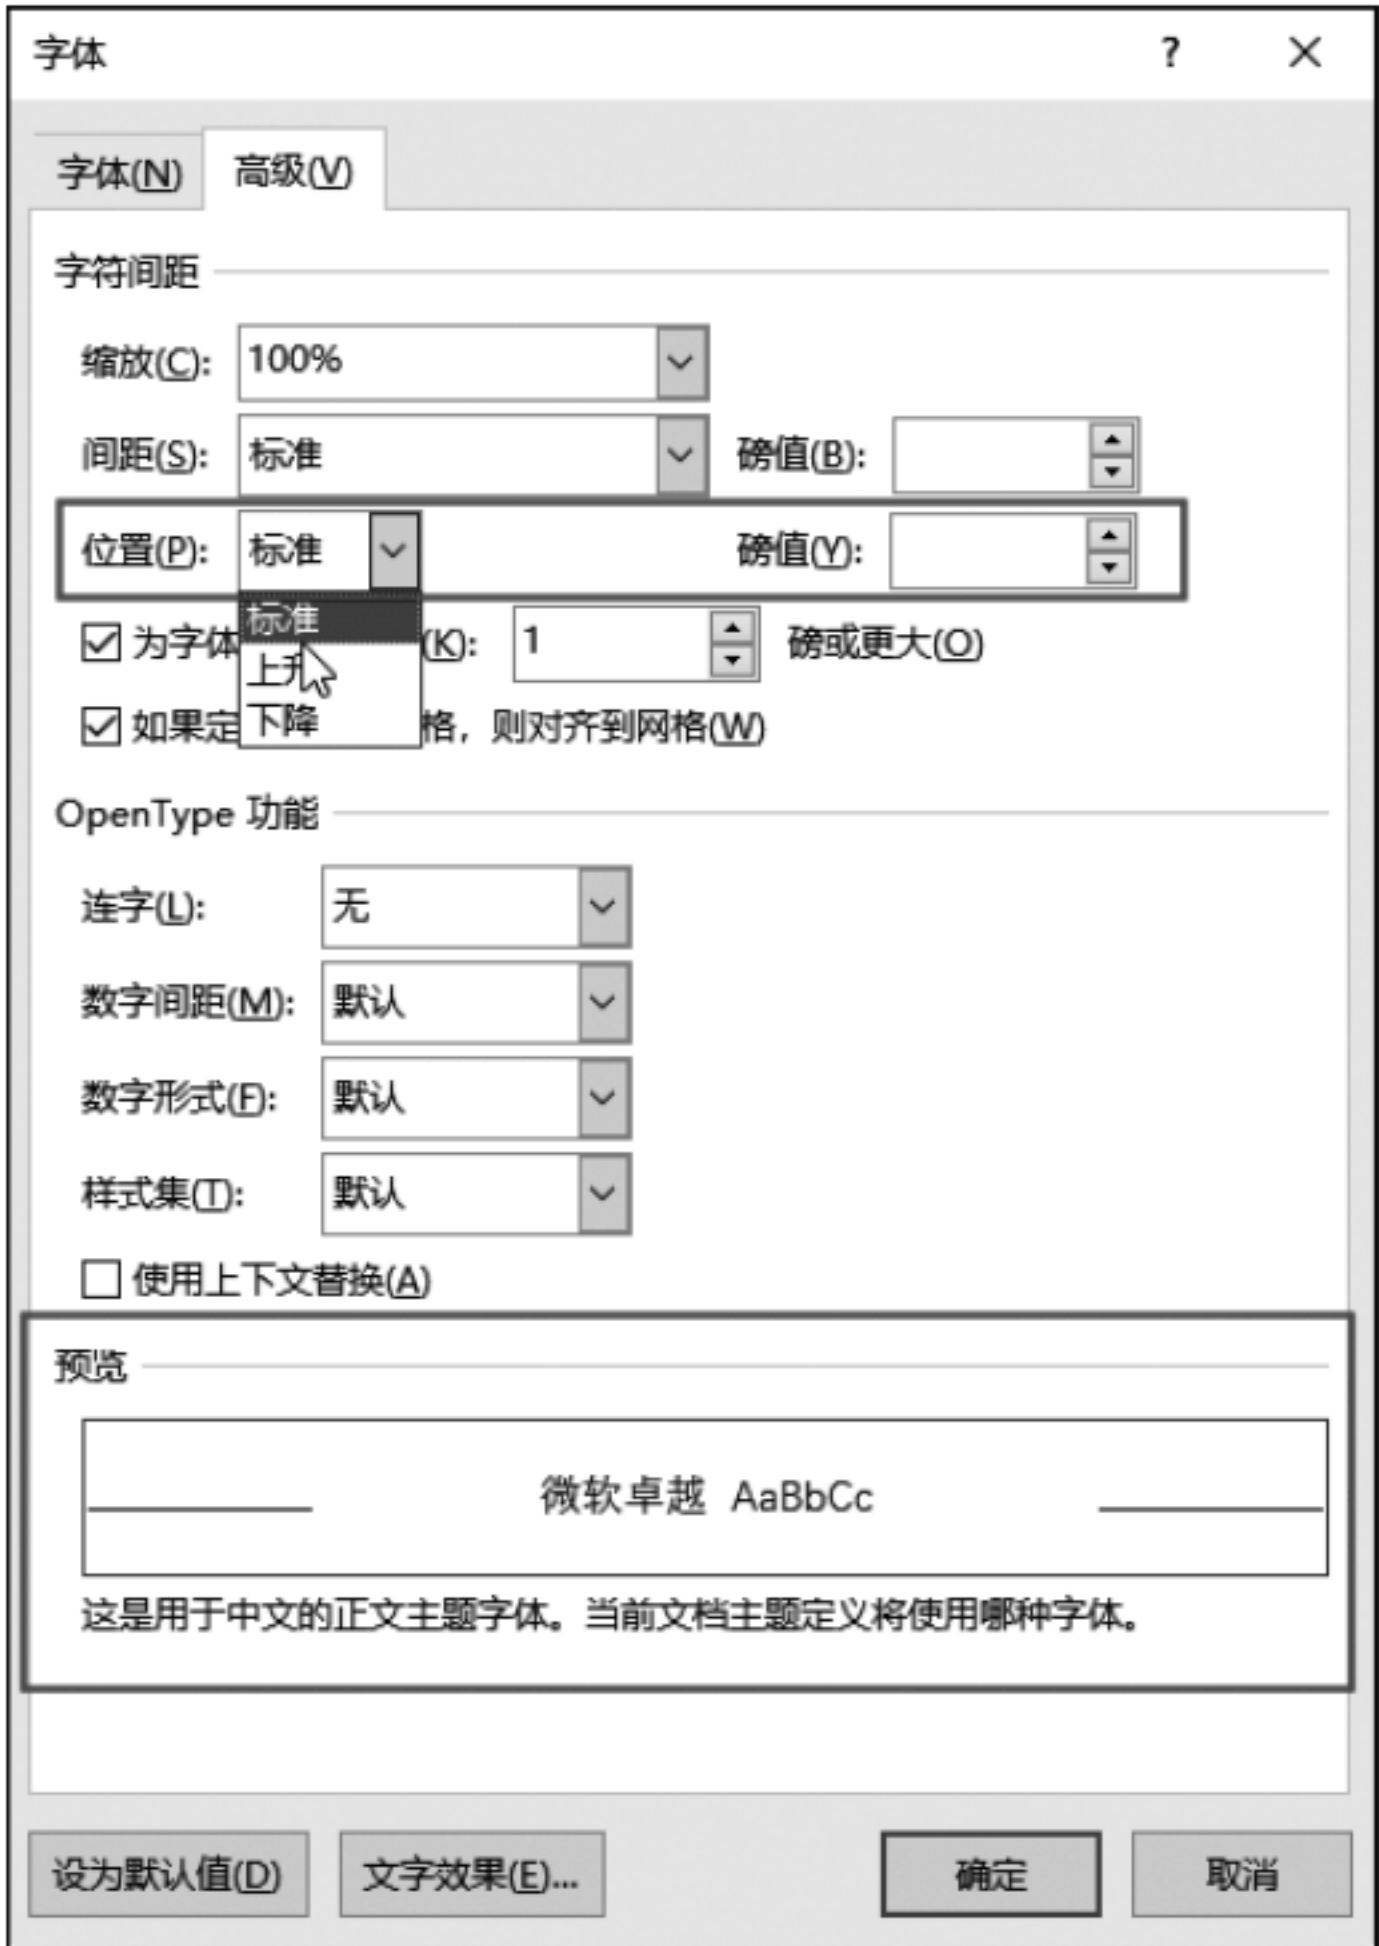 字体 ?
字体(N) 高级(V)
字符间距
缩放(C): 100%
间距(S): 标准 磅值(B):
位置(P): 标准 磅值(Y):
标准
为字体 (K): 1 磅或更大(O)
上升
如果定 格，则对齐到网格(W)
下降
OpenType 功能
连字(L): 无
数字间距(M): 默认
数字形式(F): 默认
样式集(T): 默认
使用上下文替换(A)
预览
微软卓越 AaBbCc
这是用于中文的正文主题字体。当前文档主题定义将使用哪种字体。
设为默认值(D) 文字效果(E)... 确定 取消